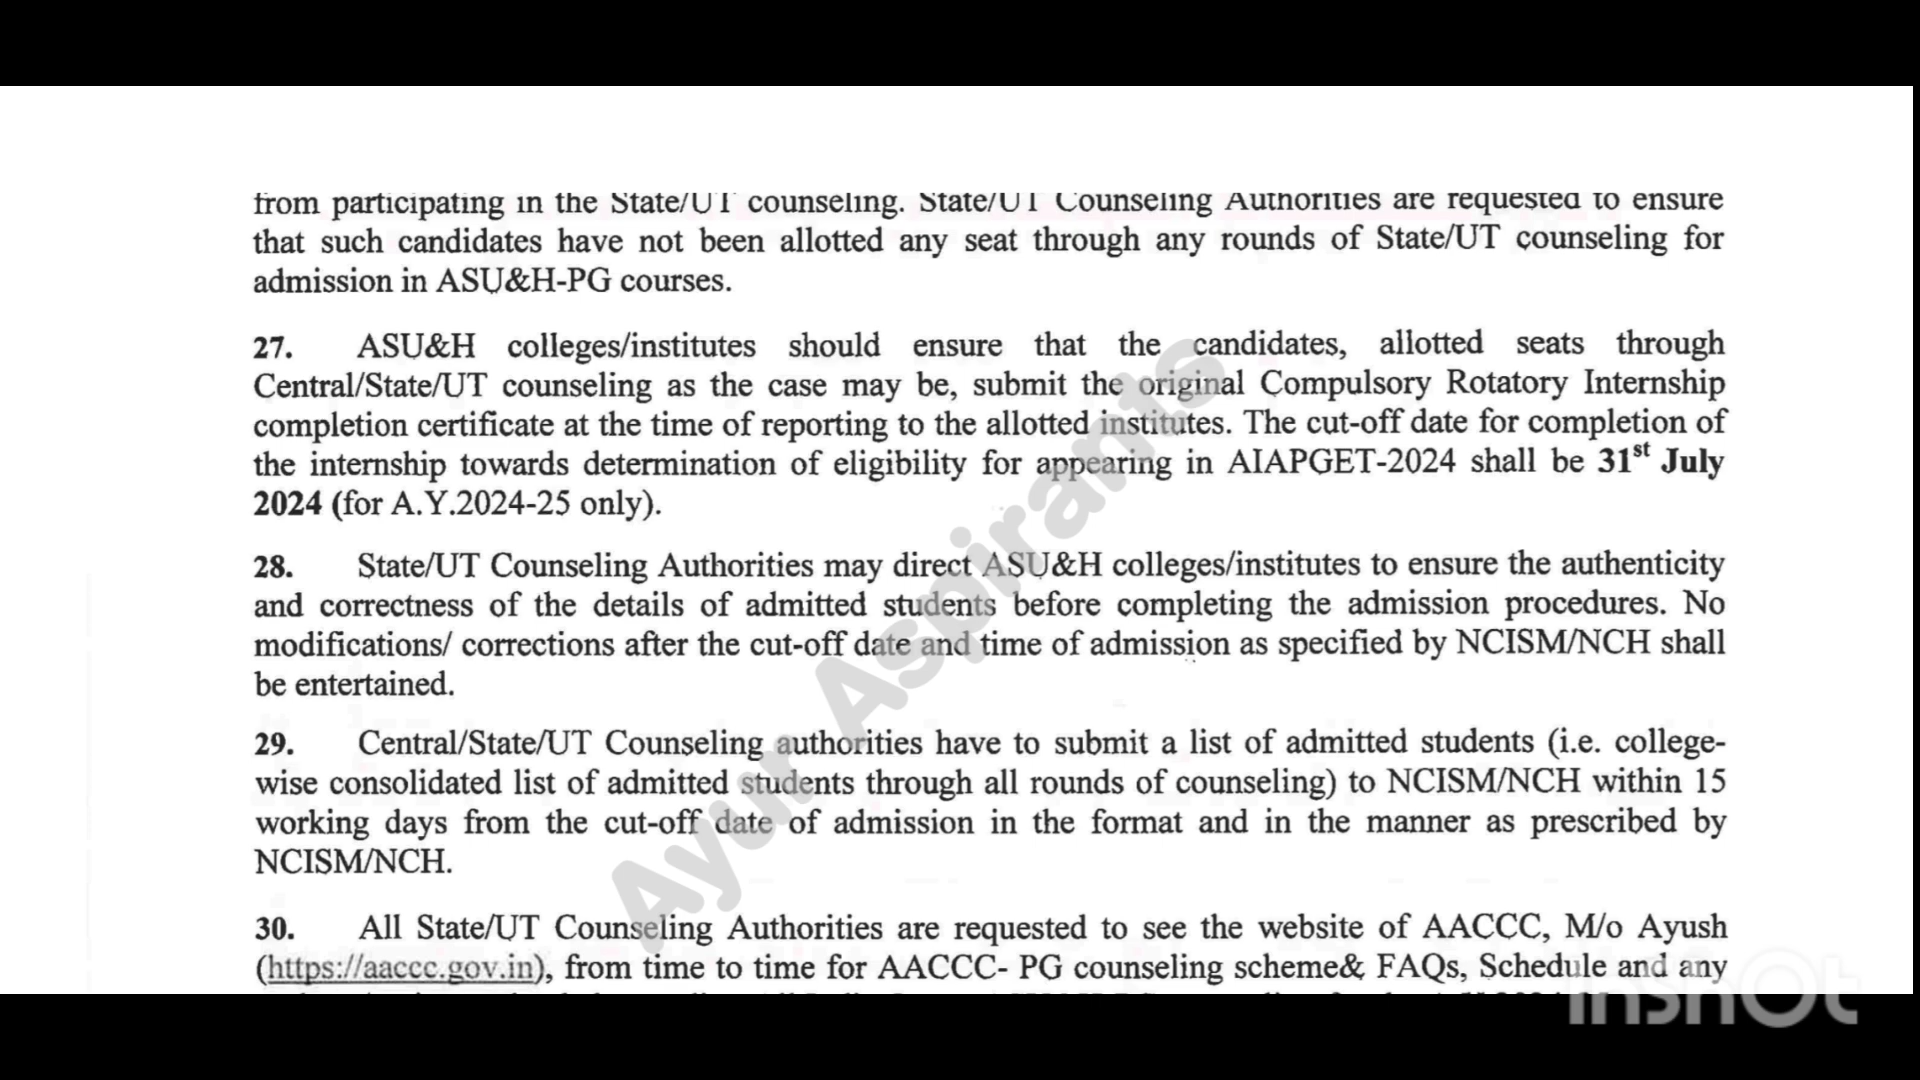 from participating in the State/UT counseling. State/UT Counseling Authorities are requested to ensure
that such candidates have not been allotted any seat through any rounds of State/UT counseling for
admission in ASU&H-PG courses.
27. ASU&H colleges/institutes should ensure that the candidates, allotted seats through
Central/State/UT counseling as the case may be, submit the original Compulsory Rotatory Internship
completion certificate at the time of reporting to the allotted institutes. The cut-off date for completion of
the internship towards determination of eligibility for appearing in AIAPGET-2024 shall be 31st July
2024 (for A.Y.2024-25 only).
28. State/UT Counseling Authorities may direct ASU&H colleges/institutes to ensure the authenticity
and correctness of the details of admitted students before completing the admission procedures. No
modifications/ corrections after the cut-off date and time of admission as specified by NCISM/NCH shall
be entertained.
29. Central/State/UT Counseling authorities have to submit a list of admitted students (i.e. college-
wise consolidated list of admitted students through all rounds of counseling) to NCISM/NCH within 15
working days from the cut-off date of admission in the format and in the manner as prescribed by
NCISM/NCH.
30. All State/UT Counseling Authorities are requested to see the website of AACCC, M/o Ayush
(https://aaccc.gov.in), from time to time for AACCC- PG counseling scheme& FAQs, Schedule and any
Ayur Aspirants
InShOt